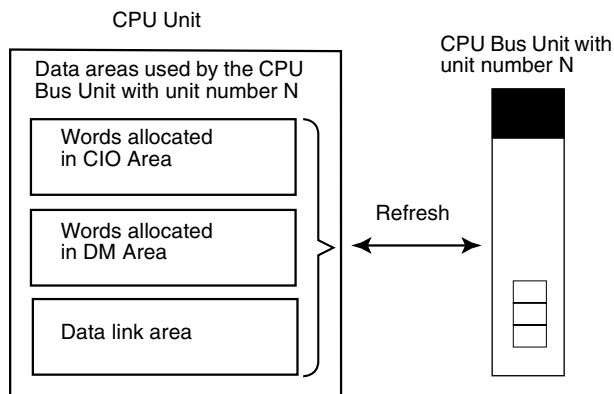 CPU Unit
Data areas used by the CPU
Bus Unit with unit number N
Words allocated
in CIO Area
Words allocated
in DM Area
Data link area
Refresh
CPU Bus Unit with
unit number N